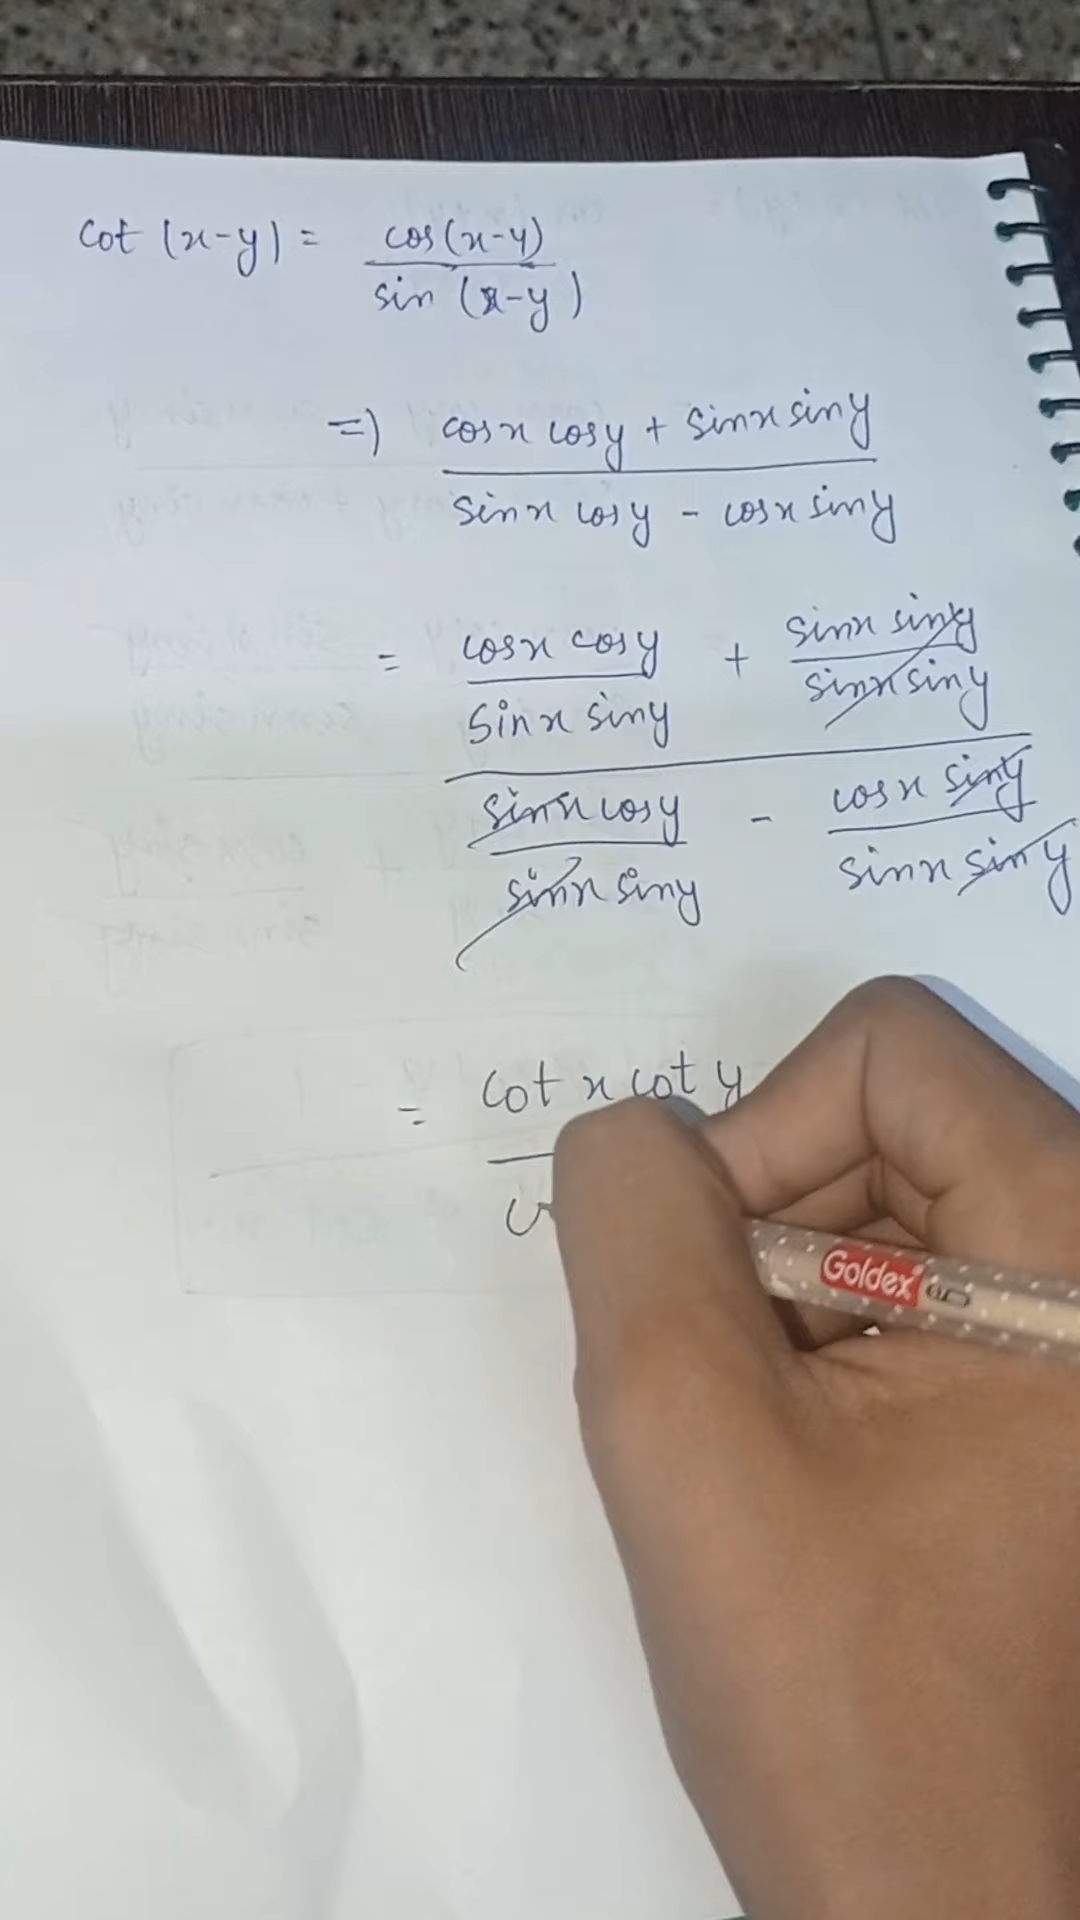 cot (x-y) = cos(x-y)
sin (x-y)
=) cosx cosy + sinx siny
sinx cosy - cosx siny
= cosx cosy + sinx siny
sinx siny sinx siny
sinx cosy - cosx siny
sinx siny sinx siny
= cot x cot y
Goldex